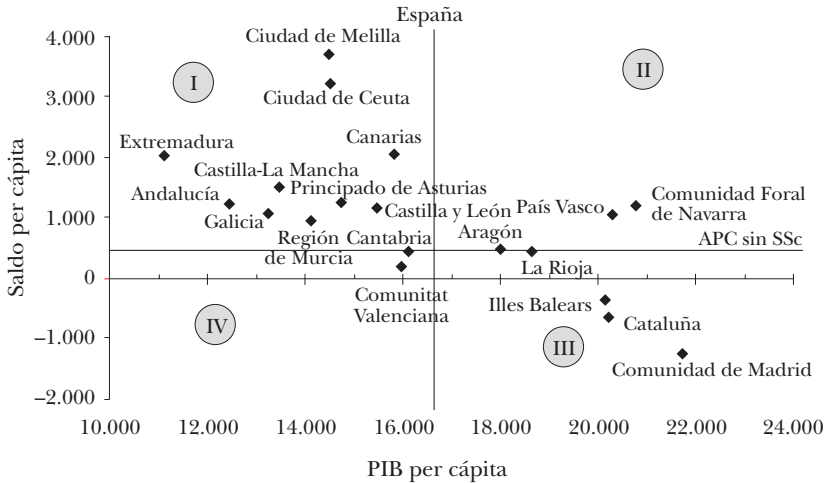 España
4.000
Ciudad de Melilla
I
II
3.000
Ciudad de Ceuta
Extremadura
Canarias
2.000
Castilla-La Mancha
Andalucía
Principado de Asturias
Comunidad Foral
de Navarra
Galicia
Castilla y León
País Vasco
1.000
Región
de Murcia
Cantabria
Aragón
APC sin SSc
La Rioja
0
Comunitat
Valenciana
Illes Balears
IV
III
Cataluña
–1.000
Comunidad de Madrid
–2.000
10.000 12.000 14.000 16.000 18.000 20.000 22.000 24.000
Saldo per cápita
PIB per cápita